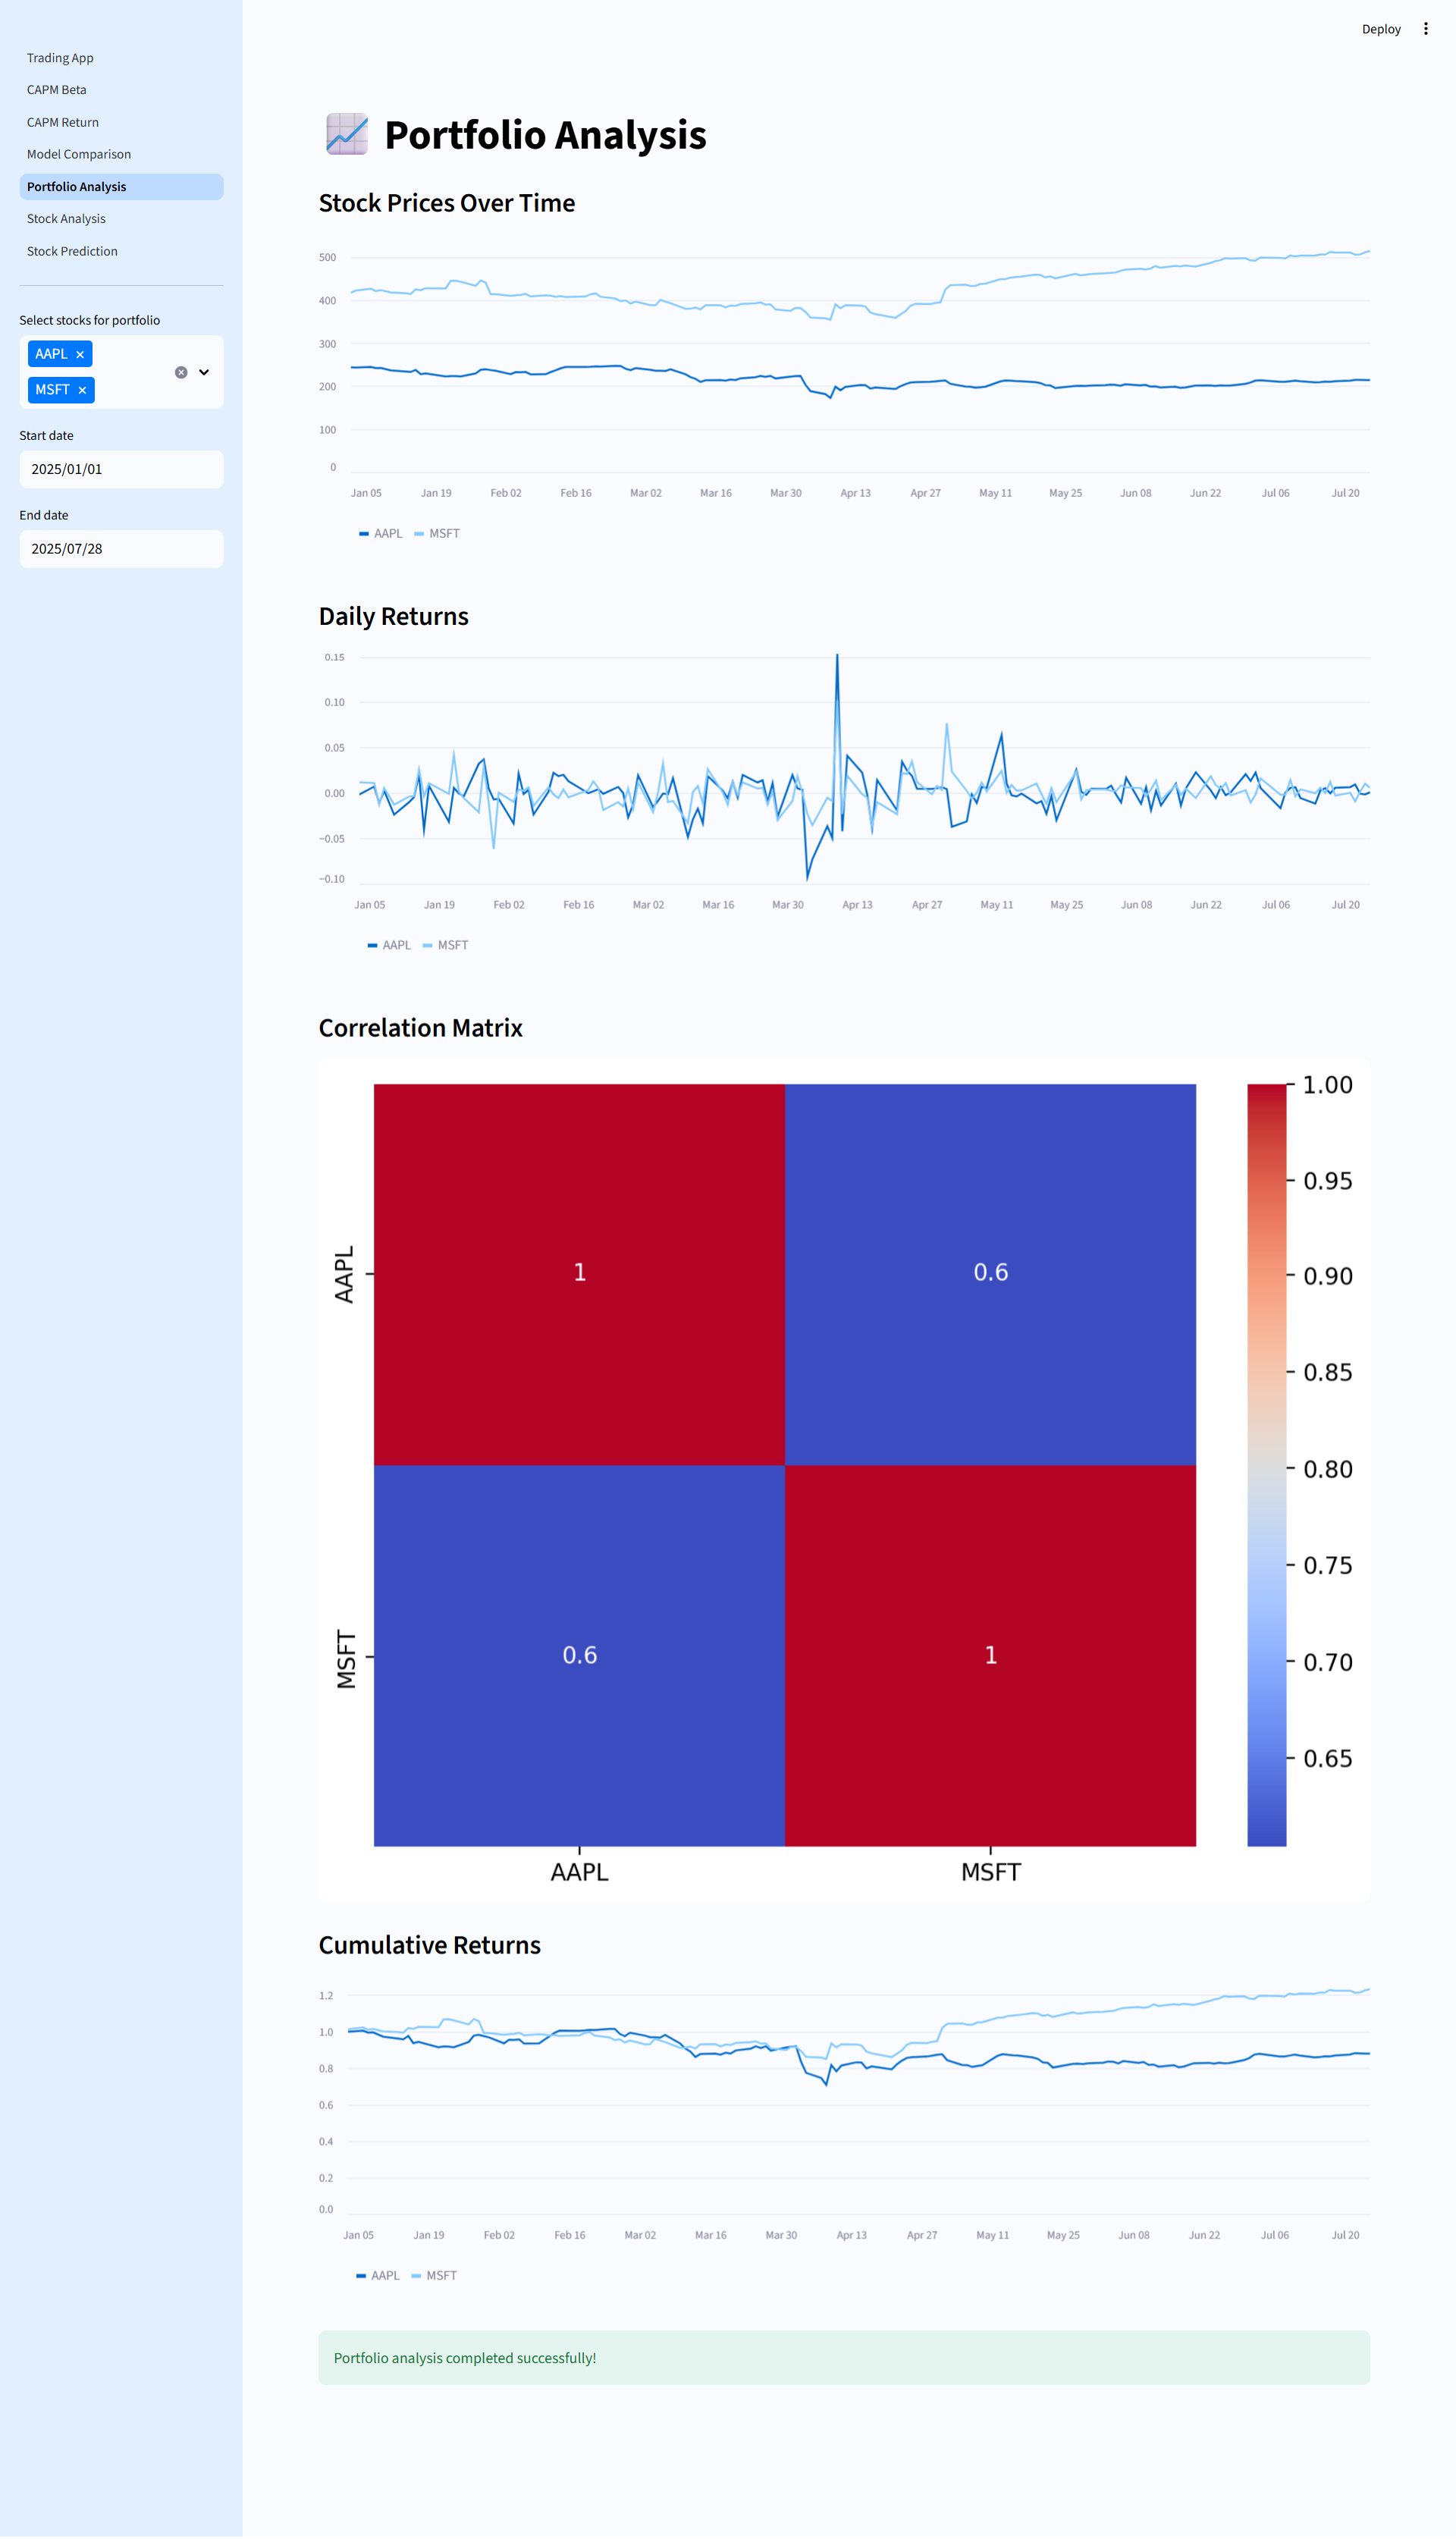 Deploy
Trading App
CAPM Beta
CAPM Return
Model Comparison
Portfolio Analysis
Stock Analysis
Stock Prediction
Select stocks for portfolio
AAPL
MSFT
Start date
2025/01/01
End date
2025/07/28
Portfolio Analysis
Stock Prices Over Time
500
400
300
200
100
0
Jan 05 Jan 19 Feb 02 Feb 16 Mar 02 Mar 16 Mar 30 Apr 13 Apr 27 May 11 May 25 Jun 08 Jun 22 Jul 06 Jul 20
AAPL MSFT
Daily Returns
0.15
0.10
0.05
0.00
−0.05
−0.10
Jan 05 Jan 19 Feb 02 Feb 16 Mar 02 Mar 16 Mar 30 Apr 13 Apr 27 May 11 May 25 Jun 08 Jun 22 Jul 06 Jul 20
AAPL MSFT
Correlation Matrix
AAPL
1 0.6
MSFT
0.6 1
AAPL MSFT
1.00
0.95
0.90
0.85
0.80
0.75
0.70
0.65
Cumulative Returns
1.2
1.0
0.8
0.6
0.4
0.2
0.0
Jan 05 Jan 19 Feb 02 Feb 16 Mar 02 Mar 16 Mar 30 Apr 13 Apr 27 May 11 May 25 Jun 08 Jun 22 Jul 06 Jul 20
AAPL MSFT
Portfolio analysis completed successfully!